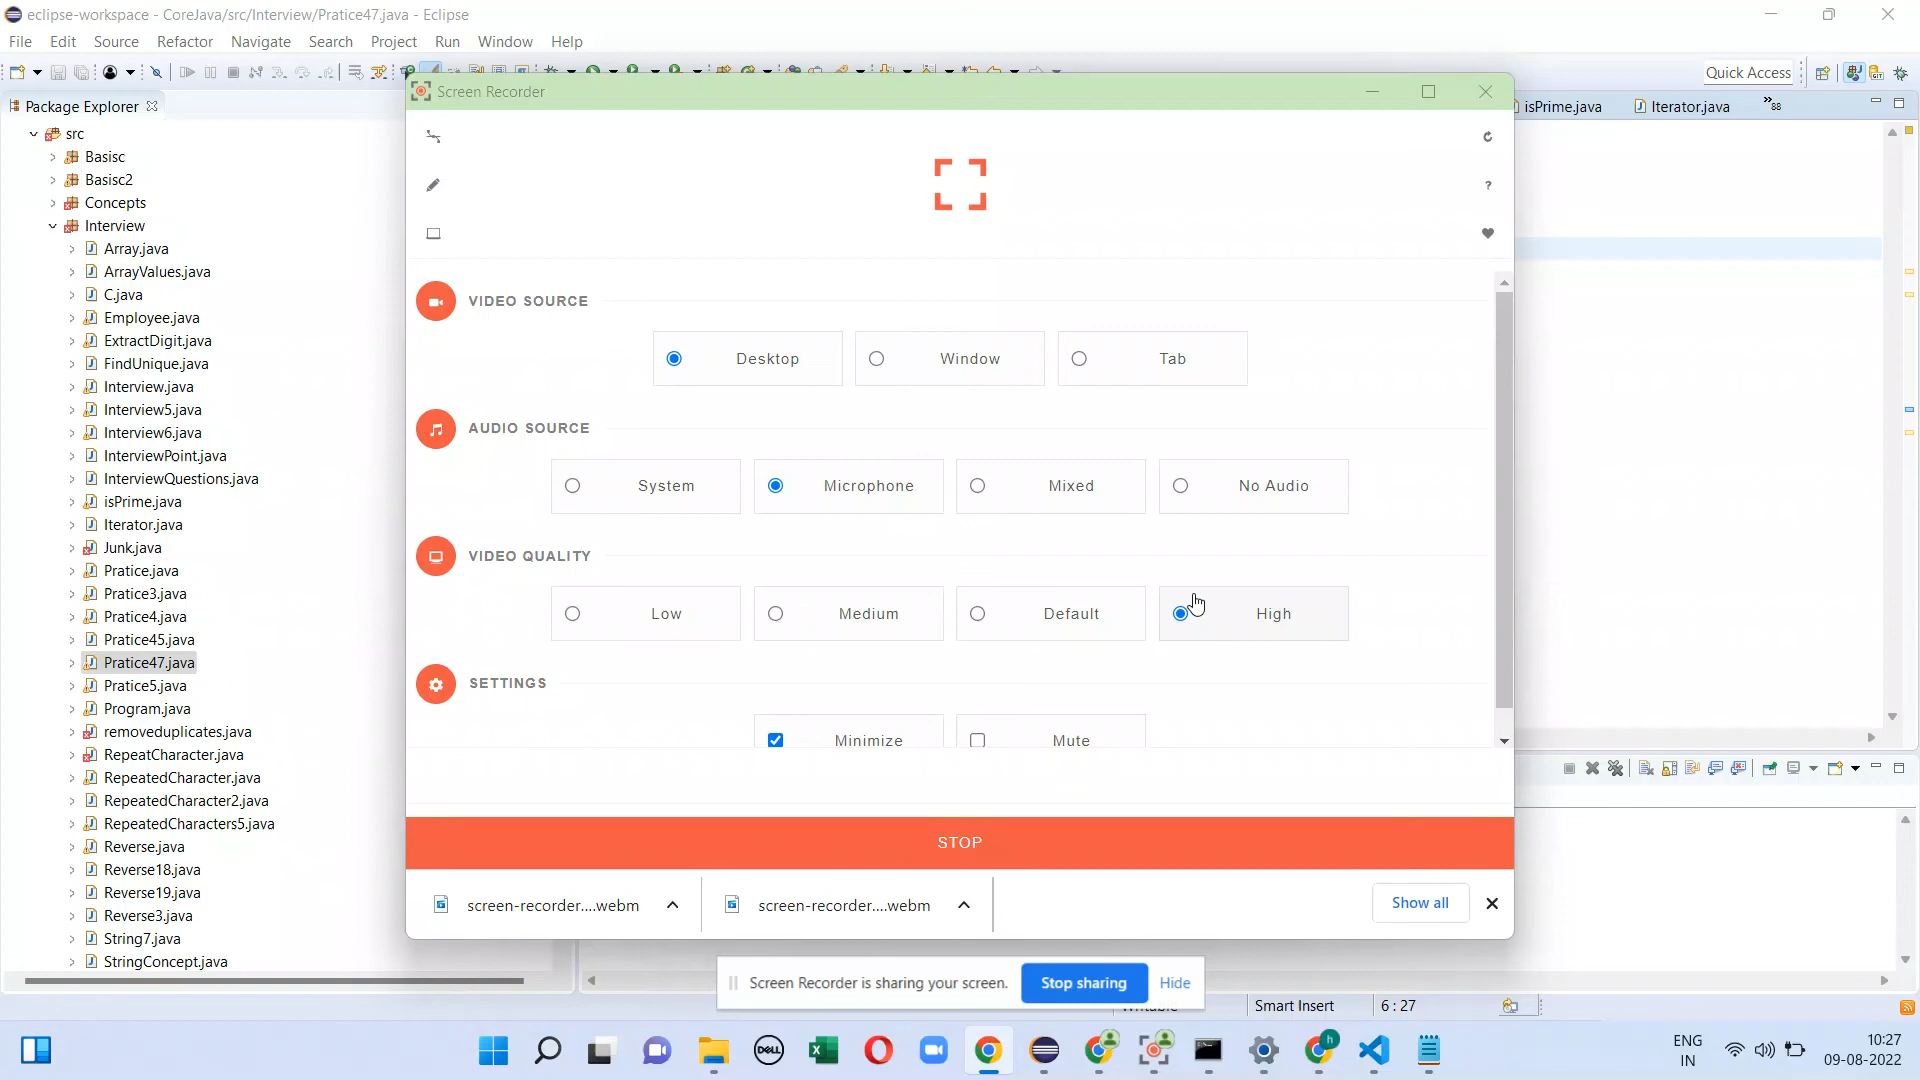 eclipse-workspace - CoreJava/src/Interview/Pratice47.java - Eclipse
File Edit Source Refactor Navigate Search Project Run Window Help
Quick Access
Package Explorer
isPrime.java
Iterator.java
»88
Screen Recorder
?
src
Basisc
Basisc2
Concepts
Interview
Array.java
ArrayValues.java
C.java
Employee.java
ExtractDigit.java
FindUnique.java
Interview.java
Interview5.java
Interview6.java
InterviewPoint.java
InterviewQuestions.java
isPrime.java
Iterator.java
Junk.java
Pratice.java
Pratice3.java
Pratice4.java
Pratice45.java
Pratice47.java
Pratice5.java
Program.java
removeduplicates.java
RepeatCharacter.java
RepeatedCharacter.java
RepeatedCharacter2.java
RepeatedCharacters5.java
Reverse.java
Reverse18.java
Reverse19.java
Reverse3.java
String7.java
StringConcept.java
VIDEO SOURCE
Desktop Window Tab
AUDIO SOURCE
System Microphone Mixed No Audio
VIDEO QUALITY
Low Medium Default High
SETTINGS
Minimize Mute
STOP
screen-recorder....webm
screen-recorder....webm
Show all
Screen Recorder is sharing your screen. Stop sharing Hide
Smart Insert 6 : 27
DELL
h
ENG
IN
10:27
09-08-2022